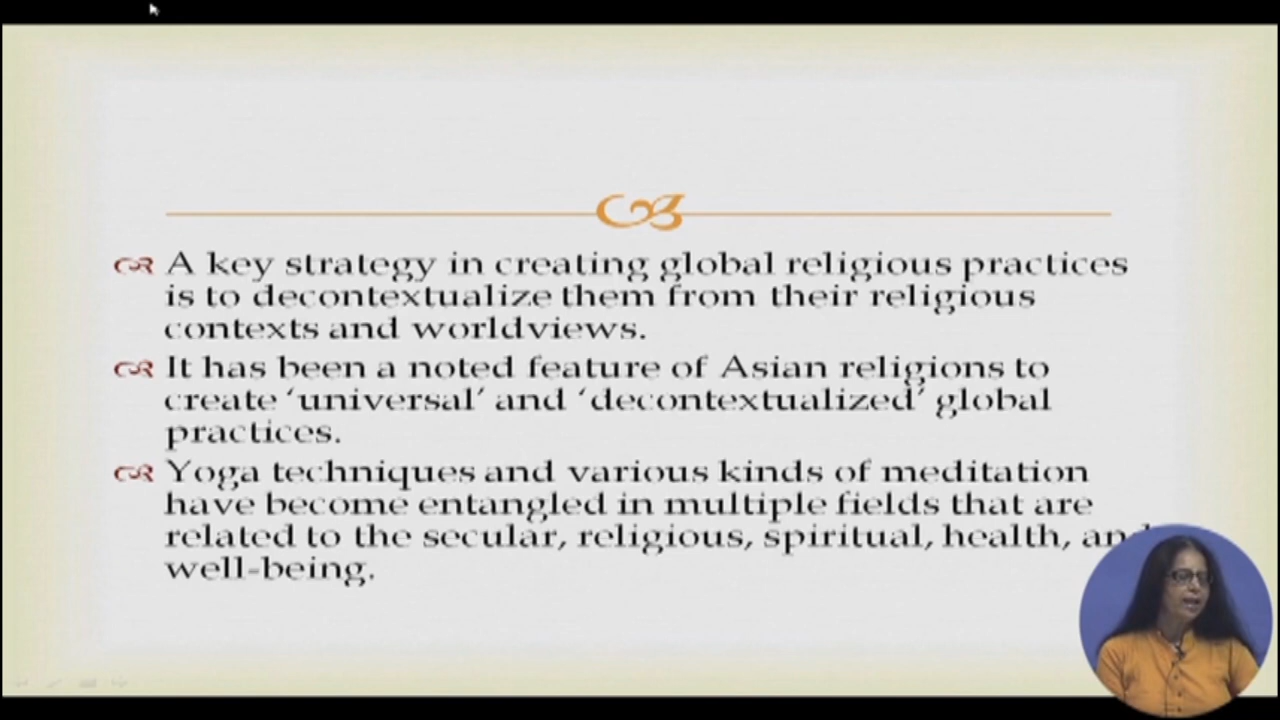 A key strategy in creating global religious practices
is to decontextualize them from their religious
contexts and worldviews.
It has been a noted feature of Asian religions to
create ‘universal’ and ‘decontextualized’ global
practices.
Yoga techniques and various kinds of meditation
have become entangled in multiple fields that are
related to the secular, religious, spiritual, health, and
well-being.